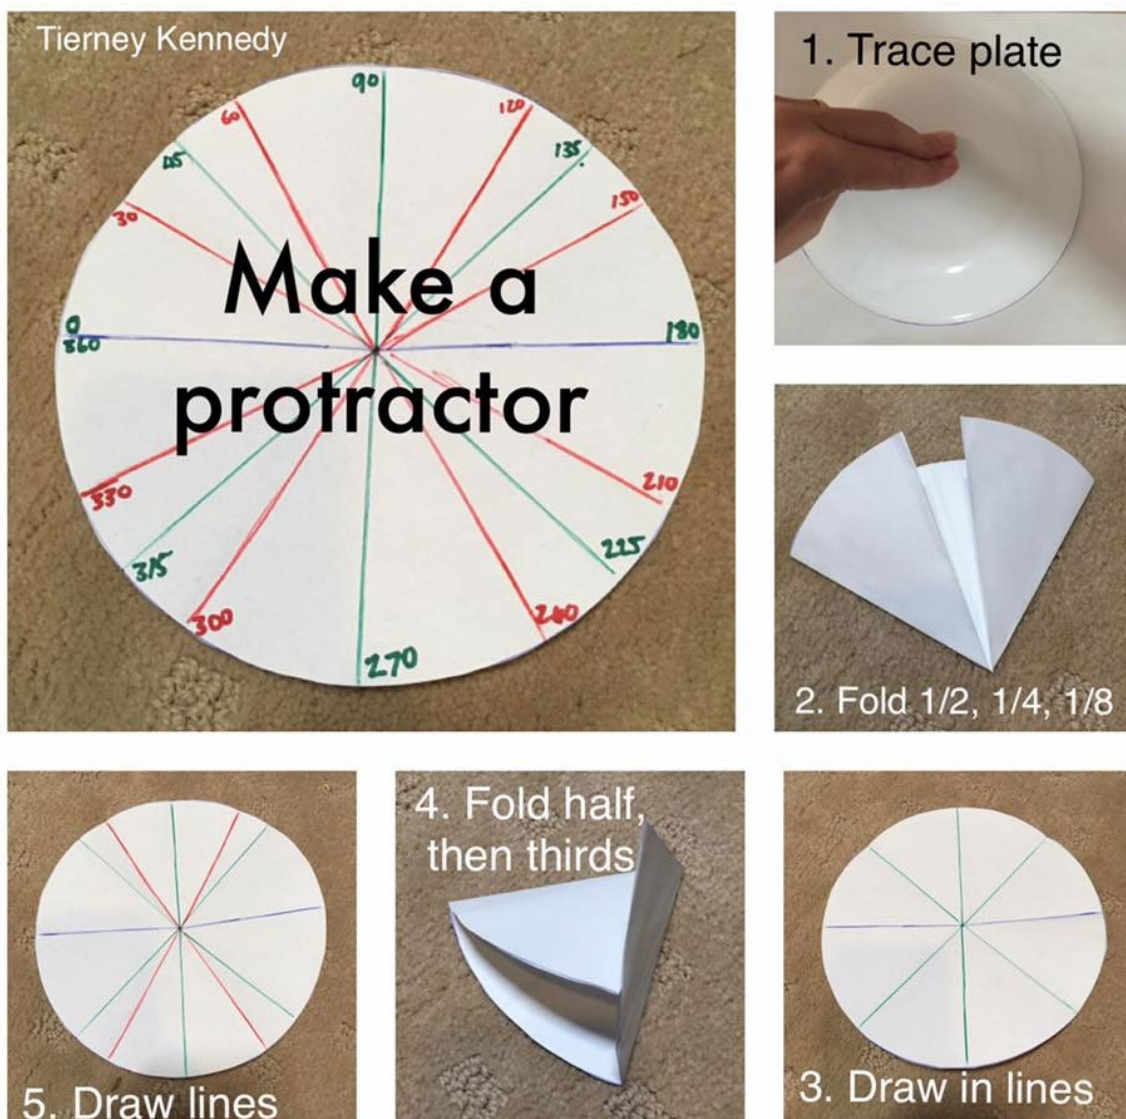 Tierney Kennedy
90
60
120
45
135
30
150
Make a
0
360
180
protractor
330
210
315
225
300
240
270
1. Trace plate
2. Fold 1/2, 1/4, 1/8
3. Draw in lines
4. Fold half,
then thirds
5. Draw lines